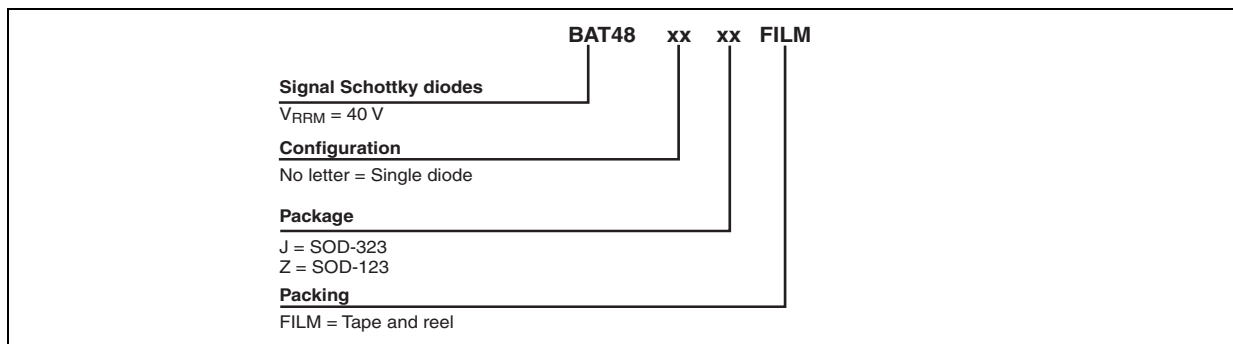 BAT48 xx xx FILM
Signal Schottky diodes
VRRM = 40 V
Configuration
No letter = Single diode
Package
J = SOD-323
Z = SOD-123
Packing
FILM = Tape and reel